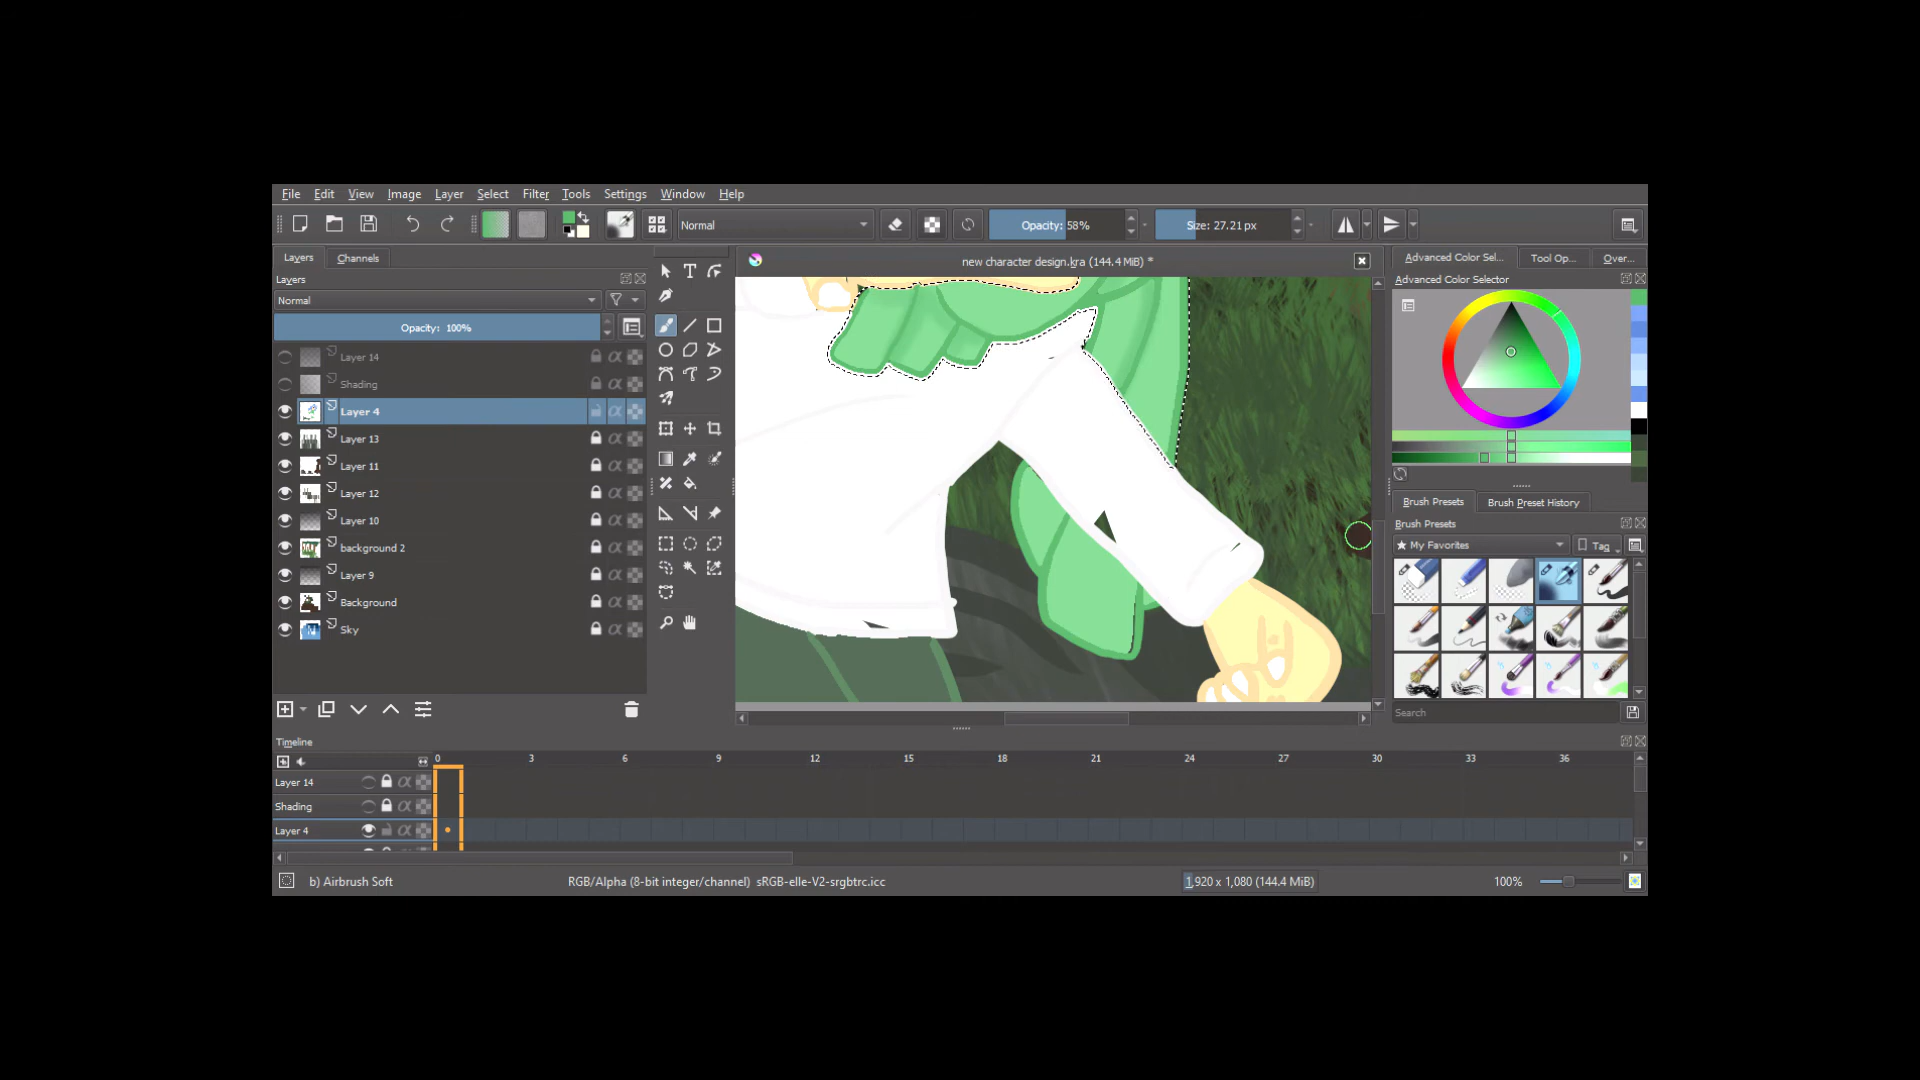 File Edit View Image Layer Select Filter Tools Settings Window Help
Normal
Opacity: 58%
Size: 27.21 px
Layers Channels
new character design.kra (144.4 MiB) *
Advanced Color Sel... Tool Op... Over...
Layers
Advanced Color Selector
Normal
Opacity: 100%
Layer 14
Shading
Layer 4
Layer 13
Layer 11
Layer 12
Layer 10
background 2
Layer 9
Background
Sky
Brush Presets Brush Preset History
Brush Presets
★ My Favorites Tag
Search
Timeline
0 3 6 9 12 15 18 21 24 27 30 33 36
Layer 14
Shading
Layer 4
b) Airbrush Soft
RGB/Alpha (8-bit integer/channel) sRGB-elle-V2-srgbtrc.icc
1,920 x 1,080 (144.4 MiB)
100%